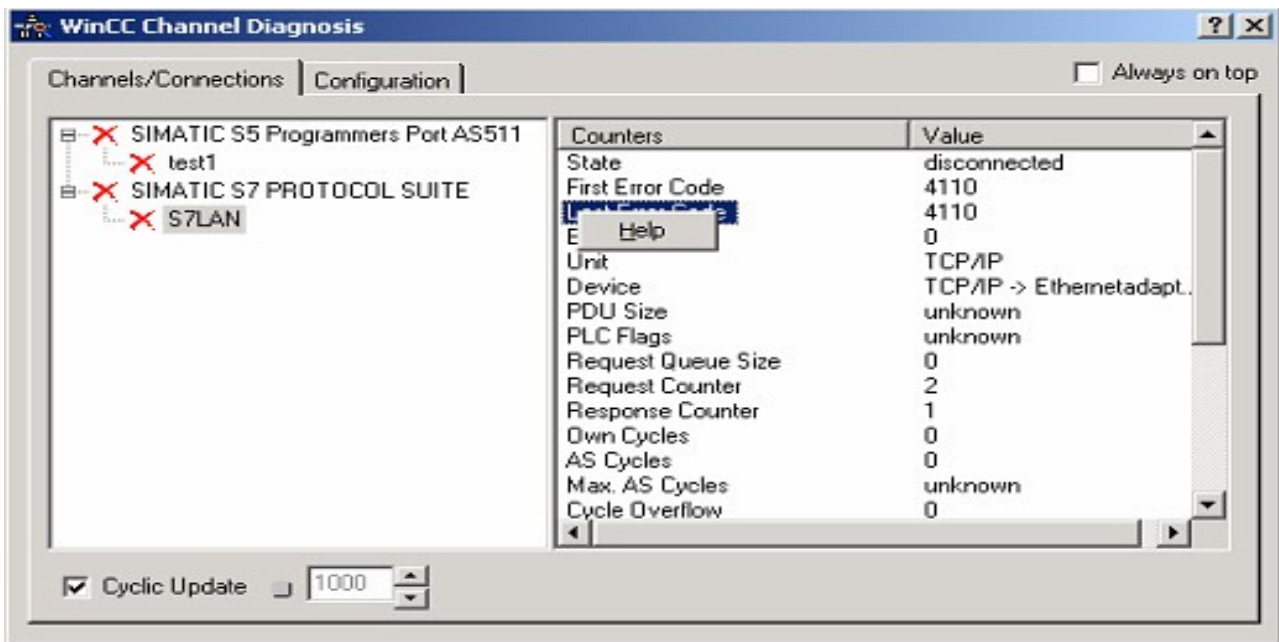 WinCC Channel Diagnosis
Channels/Connections Configuration Always on top
SIMATIC S5 Programmers Port AS511
test1
SIMATIC S7 PROTOCOL SUITE
S7LAN
Counters Value
State disconnected
First Error Code 4110
4110
Help
E 0
Unit TCP/IP
Device TCP/IP -> Ethernetadapt..
PDU Size unknown
PLC Flags unknown
Request Queue Size 0
Request Counter 2
Response Counter 1
Own Cycles 0
AS Cycles 0
Max. AS Cycles unknown
Cycle Overflow 0
Cyclic Update 1000